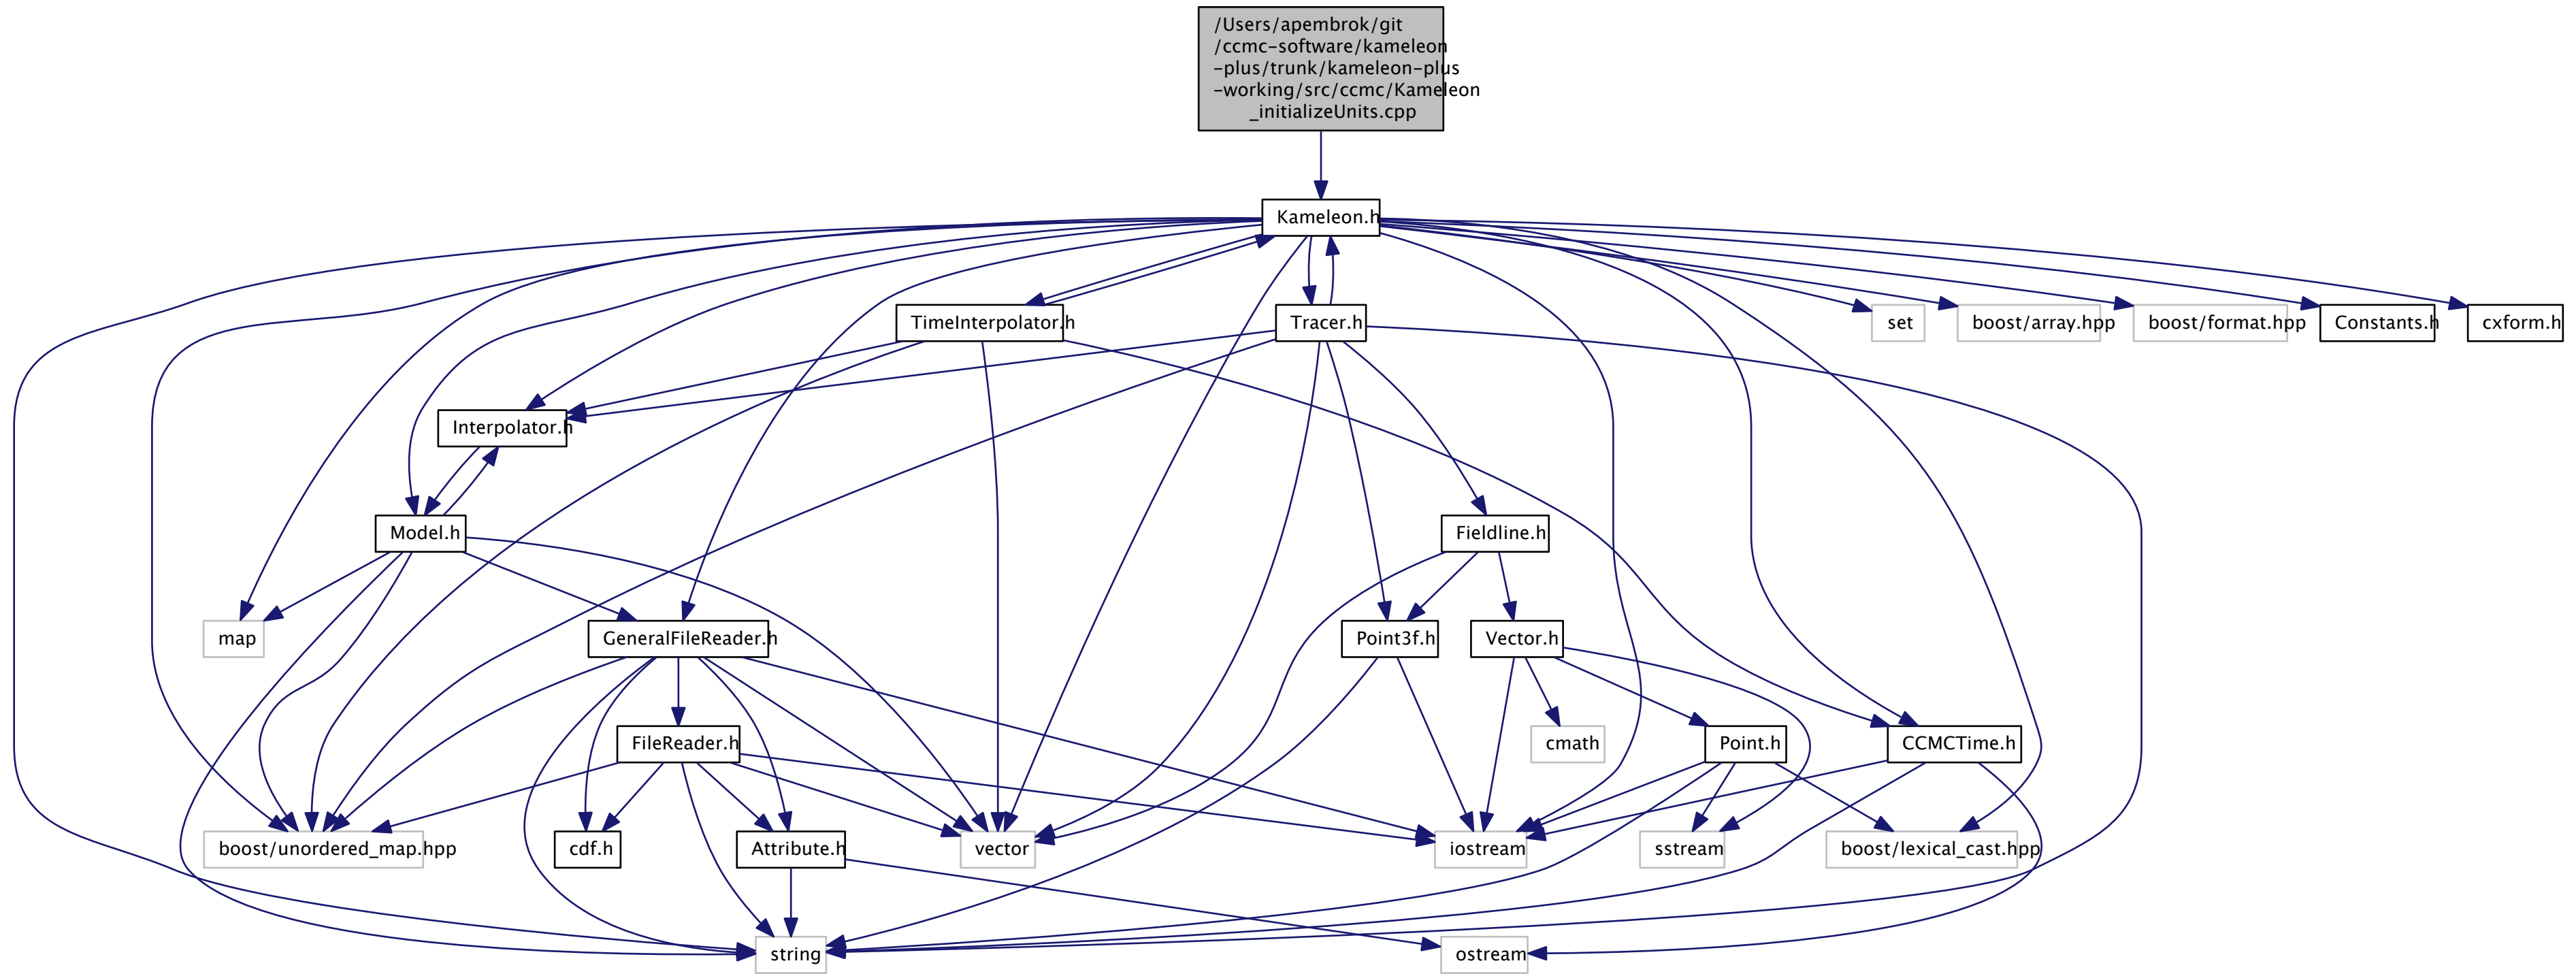 /Users/apembrok/git
/ccmc-software/kameleon
-plus/trunk/kameleon-plus
-working/src/ccmc/Kameleon
_initializeUnits.cpp
Kameleon.h
TimeInterpolator.h
Tracer.h
set
boost/array.hpp
boost/format.hpp
Constants.h
cxform.h
Interpolator.h
Model.h
Fieldline.h
map
GeneralFileReader.h
Point3f.h
Vector.h
FileReader.h
cmath
Point.h
CCMCTime.h
boost/unordered_map.hpp
cdf.h
Attribute.h
vector
iostream
sstream
boost/lexical_cast.hpp
string
ostream